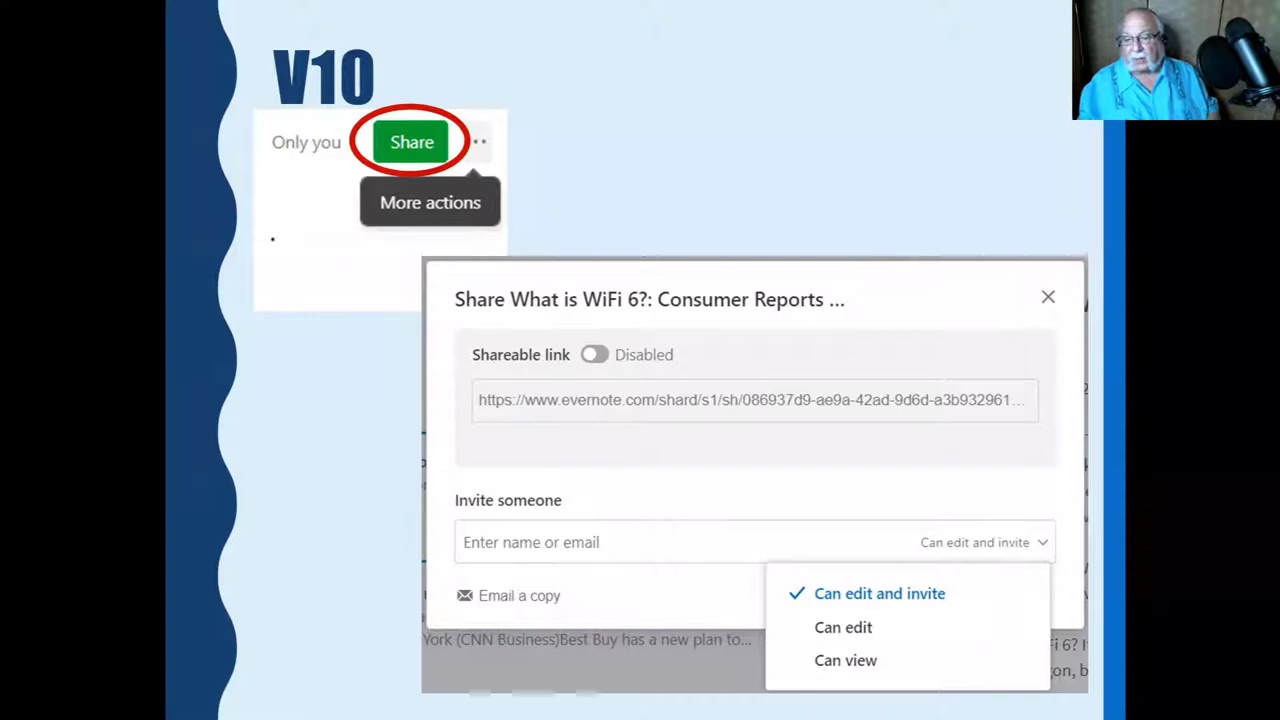 V10
Only you Share ··
More actions
Share What is WiFi 6?: Consumer Reports ...
Shareable link Disabled
https://www.evernote.com/shard/s1/sh/086937d9-ae9a-42ad-9d6d-a3b932961...
Invite someone
Enter name or email Can edit and invite
Can edit and invite
Email a copy
Can edit
York (CNN Business)Best Buy has a new plan to...
Can view